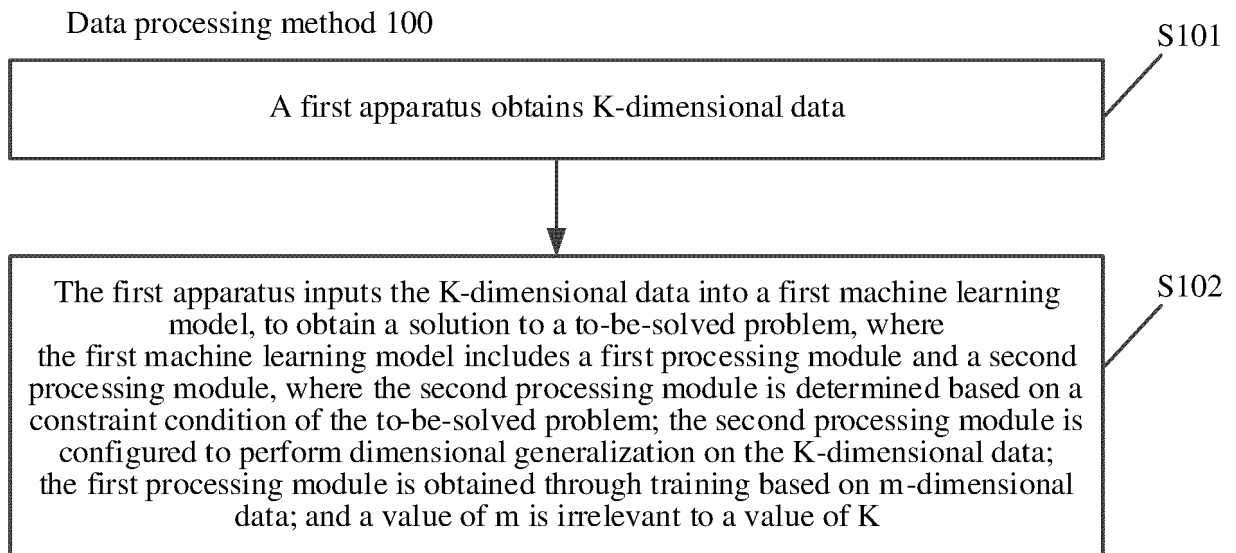 Data processing method 100
S101
A first apparatus obtains K-dimensional data
S102
The first apparatus inputs the K-dimensional data into a first machine learning
model, to obtain a solution to a to-be-solved problem, where
the first machine learning model includes a first processing module and a second
processing module, where the second processing module is determined based on a
constraint condition of the to-be-solved problem; the second processing module is
configured to perform dimensional generalization on the K-dimensional data;
the first processing module is obtained through training based on m-dimensional
data; and a value of m is irrelevant to a value of K